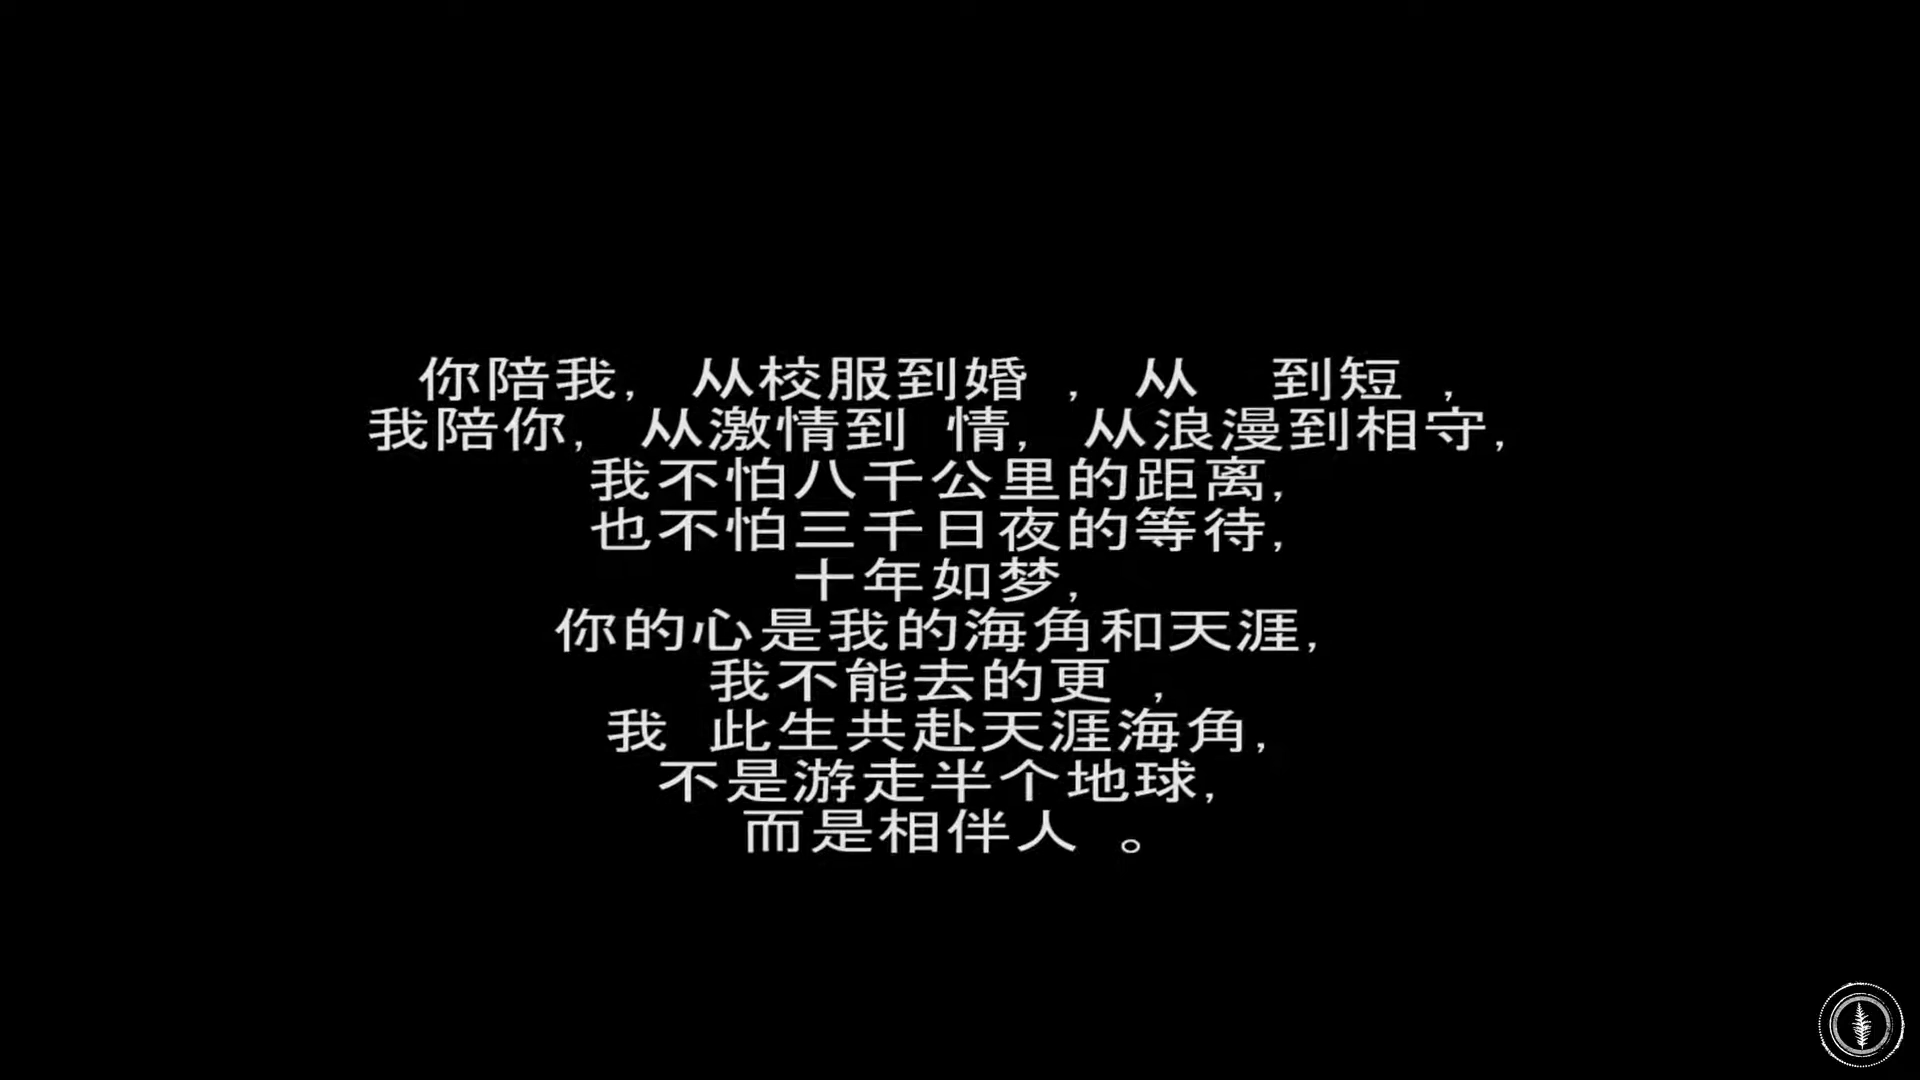 你陪我, 从校服到婚 , 从  到短 ,
我陪你, 从激情到 情, 从浪漫到相守,
我不怕八千公里的距离,
也不怕三千日夜的等待,
十年如梦,
你的心是我的海角和天涯,
我不能去的更 ,
我 此生共赴天涯海角,
不是游走半个地球,
而是相伴人 。